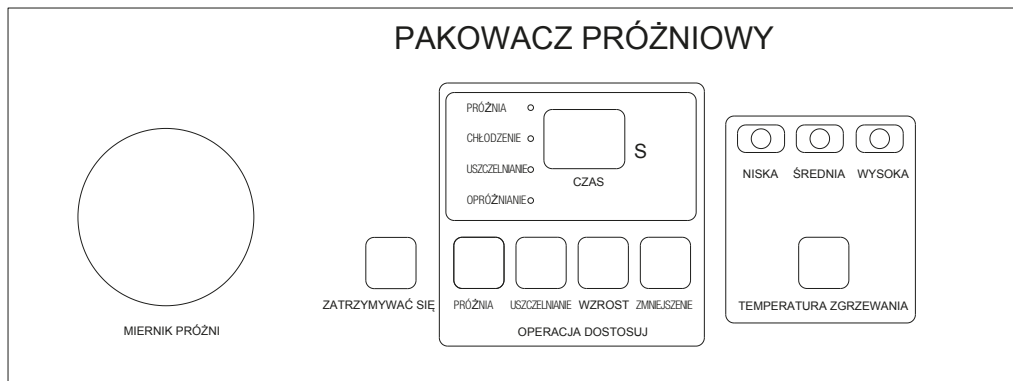 PAKOWACZ PRÓŻNIOWY
MIERNIK PRÓŻNI
ZATRZYMYWAĆ SIĘ
PRÓŻNIA
CHŁODZENIE
USZCZELNIANIE
OPRÓŻNIANIE
CZAS
S
PRÓŻNIA
USZCZELNIANIE
WZROST
ZMNIEJSZENIE
OPERACJA DOSTOSUJ
NISKA
ŚREDNIA
WYSOKA
TEMPERATURA ZGRZEWANIA